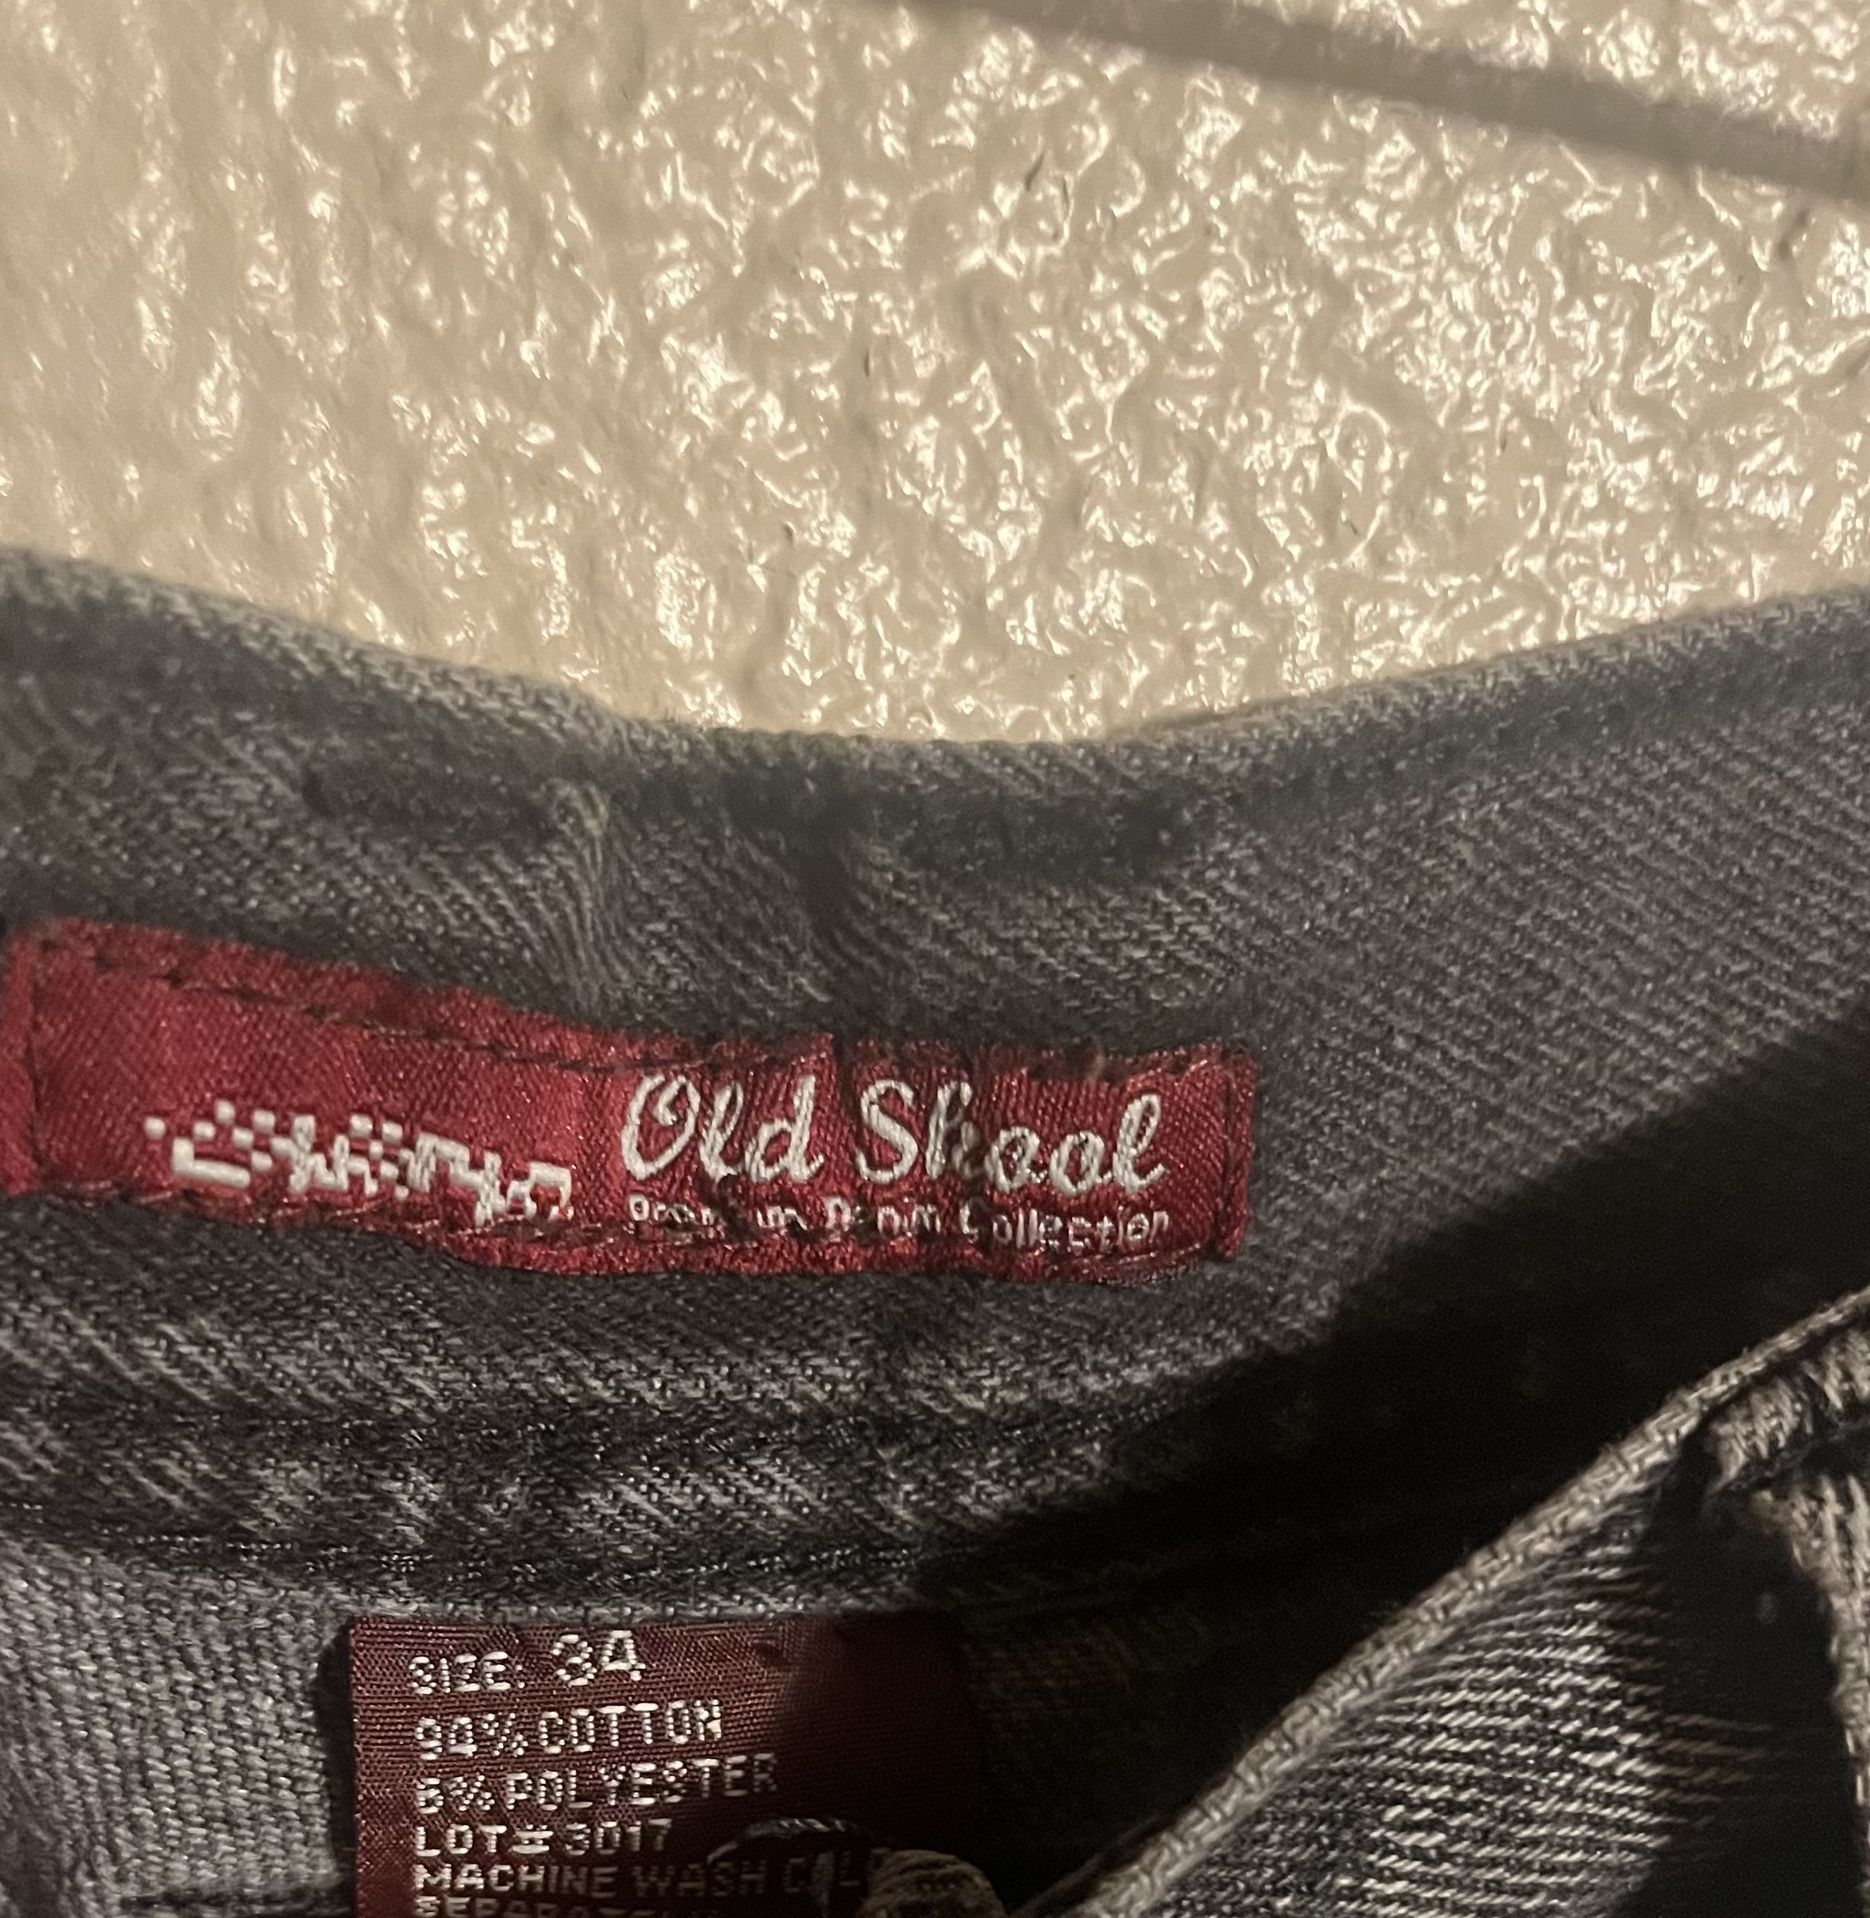 Old Skool
Premium Denim Collection
SIZE: 34
94% COTTON
6% POLYESTER
LOT# 3017
MACHINE WASH